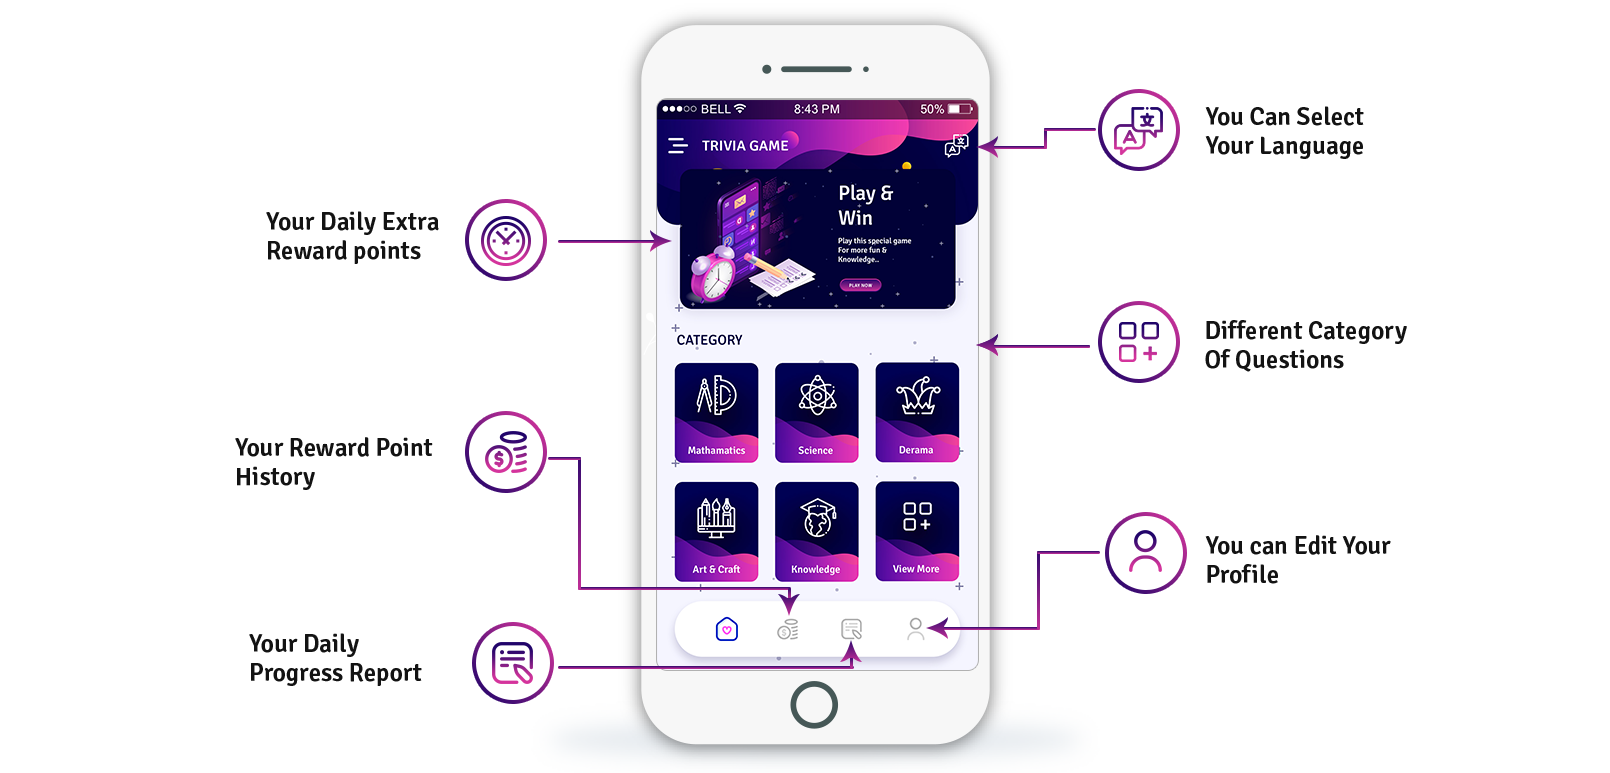 BELL
8:43 PM
50%
TRIVIA GAME
Play &
Win
Play this special game
For more fun &
Knowledge..
PLAY NOW
CATEGORY
Mathamatics
Science
Derama
Art & Craft
Knowledge
View More
Your Daily Extra
Reward points
Your Reward Point
History
Your Daily
Progress Report
You Can Select
Your Language
Different Category
Of Questions
You can Edit Your
Profile
A
文
A
文